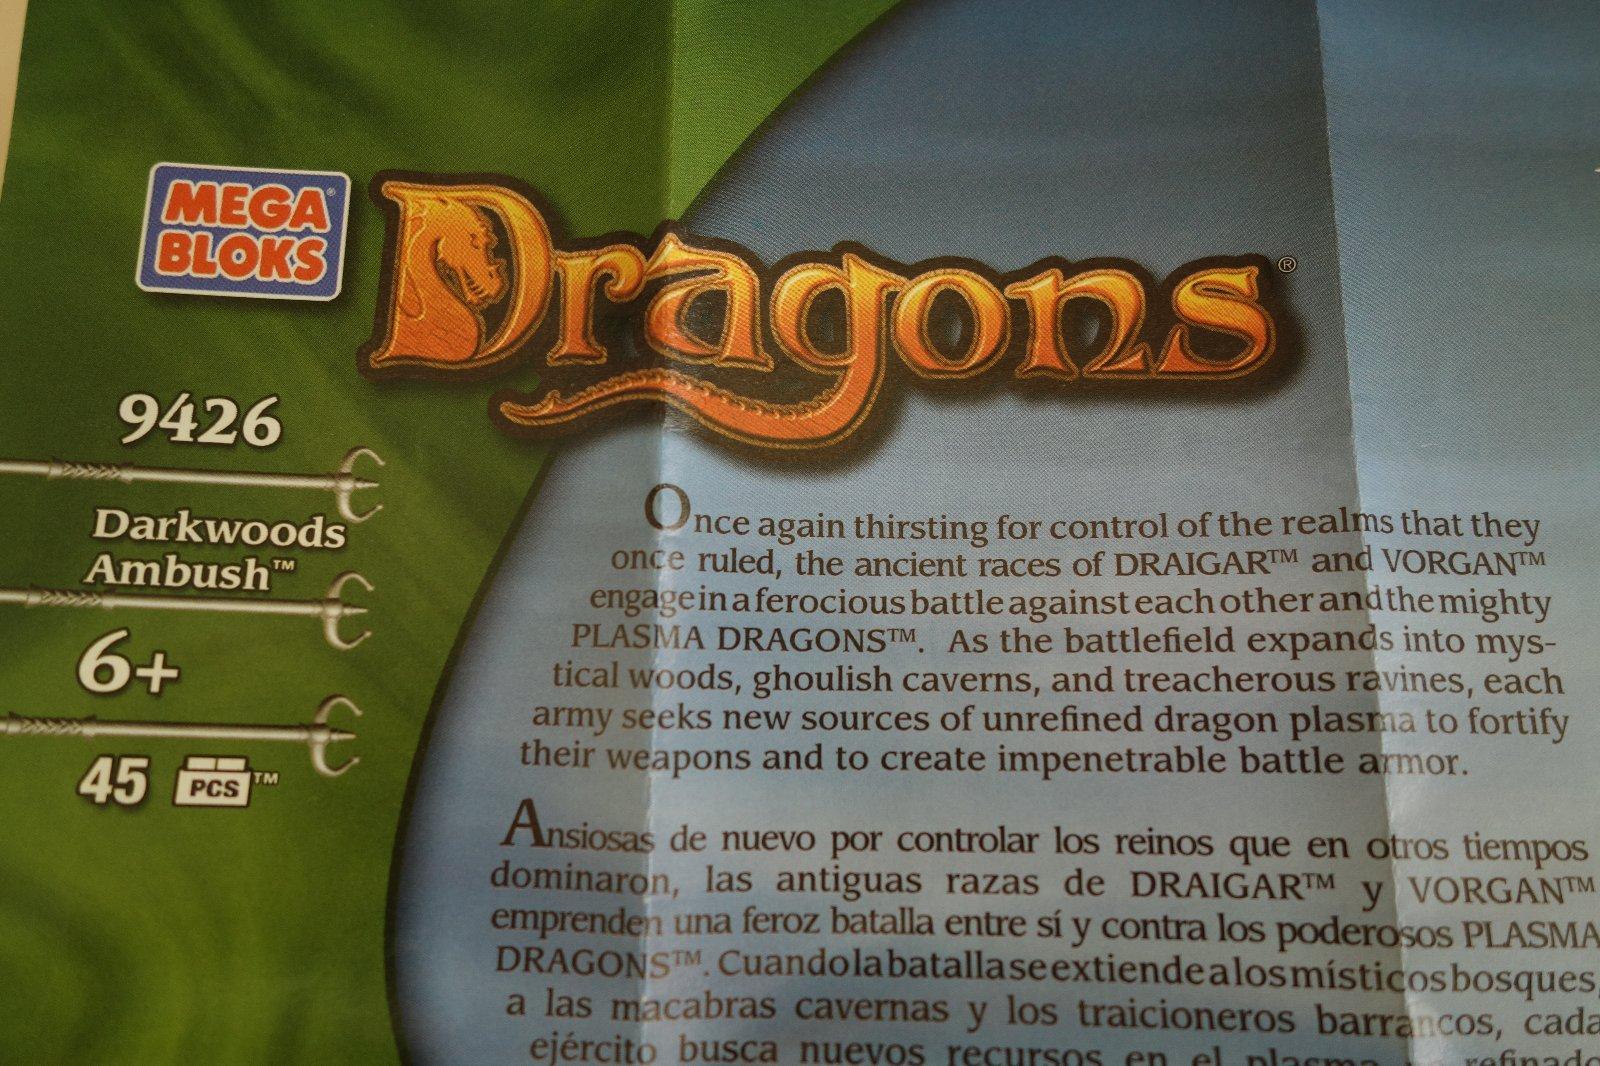 MEGA®
BLOKS
Dragons®
9426
Darkwoods
Ambush™
6+
45 PCS™
Once again thirsting for control of the realms that they
once ruled, the ancient races of DRAIGAR™ and VORGAN™
engage in a ferocious battle against each other and the mighty
PLASMA DRAGONS™. As the battlefield expands into mys-
tical woods, ghoulish caverns, and treacherous ravines, each
army seeks new sources of unrefined dragon plasma to fortify
their weapons and to create impenetrable battle armor.
Ansiosas de nuevo por controlar los reinos que en otros tiempos
dominaron, las antiguas razas de DRAIGAR™ y VORGAN™
emprenden una feroz batalla entre sí y contra los poderosos PLASMA
DRAGONS™. Cuando la batalla se extiende a los místicos bosques,
a las macabras cavernas y los traicioneros barrancos, cada
ejército busca nuevos recursos en el plasma refinado